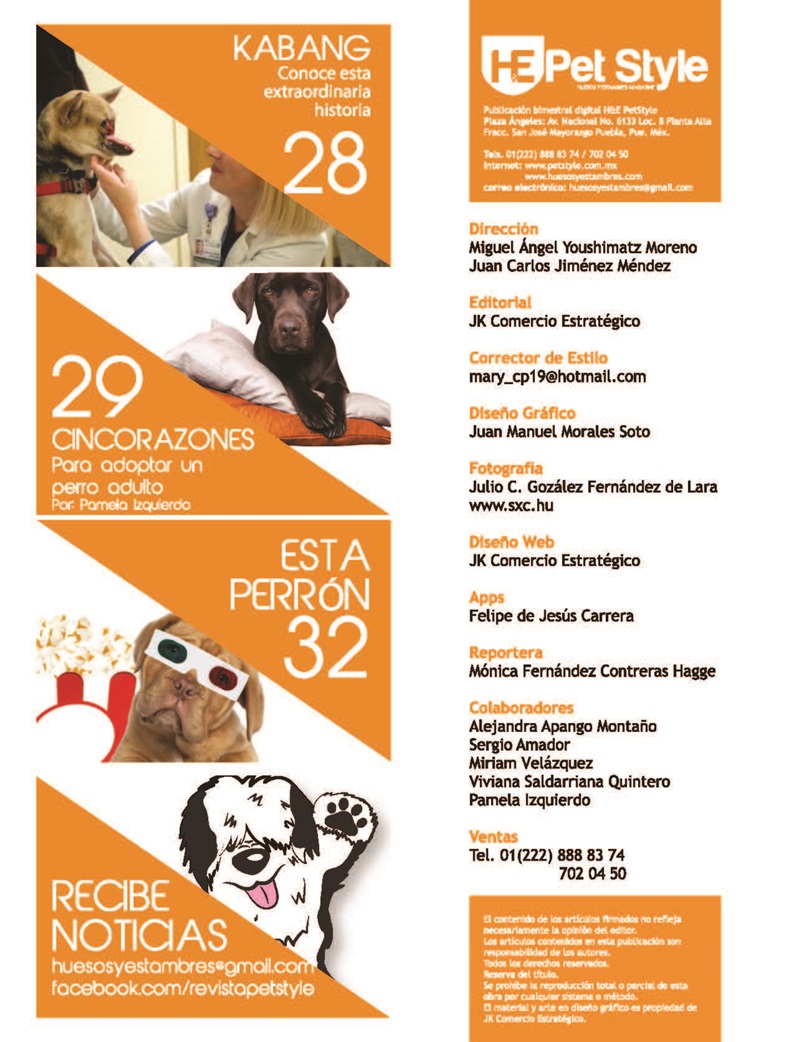 KABANG
Conoce esta
extraordinaria
historia
28
29
CINCORAZONES
Para adoptar un
perro adulto
Por: Pamela Izquierdo
ESTA
PERRÓN
32
RECIBE
NOTICIAS
huesosyestambres@gmail.com
facebook.com/revistapetstyle
H&E Pet Style
HUESOS Y ESTAMBRES MAGAZINE
Publicación bimestral digital H&E PetStyle
Plaza Ángeles: Av. Nacional No. 6133 Loc. 8 Planta Alta
Fracc. San José Mayorazgo Puebla, Pue. Méx.
Tels. 01(222) 888 83 74 / 702 04 50
Internet: www.petstyle.com.mx
www.huesosyestambres.com
correo electrónico: huesosyestambres@gmail.com
Dirección
Miguel Ángel Youshimatz Moreno
Juan Carlos Jiménez Méndez
Editorial
JK Comercio Estratégico
Corrector de Estilo
mary_cp19@hotmail.com
Diseño Gráfico
Juan Manuel Morales Soto
Fotografía
Julio C. Gozález Fernández de Lara
www.sxc.hu
Diseño Web
JK Comercio Estratégico
Apps
Felipe de Jesús Carrera
Reportera
Mónica Fernández Contreras Hagge
Colaboradores
Alejandra Apango Montaño
Sergio Amador
Miriam Velázquez
Viviana Saldarriana Quintero
Pamela Izquierdo
Ventas
Tel. 01(222) 888 83 74
702 04 50
El contenido de los artículos firmados no refleja
necesariamente la opinión del editor.
Los artículos contenidos en esta publicación son
responsabilidad de los autores.
Todos los derechos reservados.
Reserva del título.
Se prohíbe la reproducción total o parcial de esta
obra por cualquier sistema o método.
El material y arte en diseño gráfico es propiedad de
JK Comercio Estratégico.